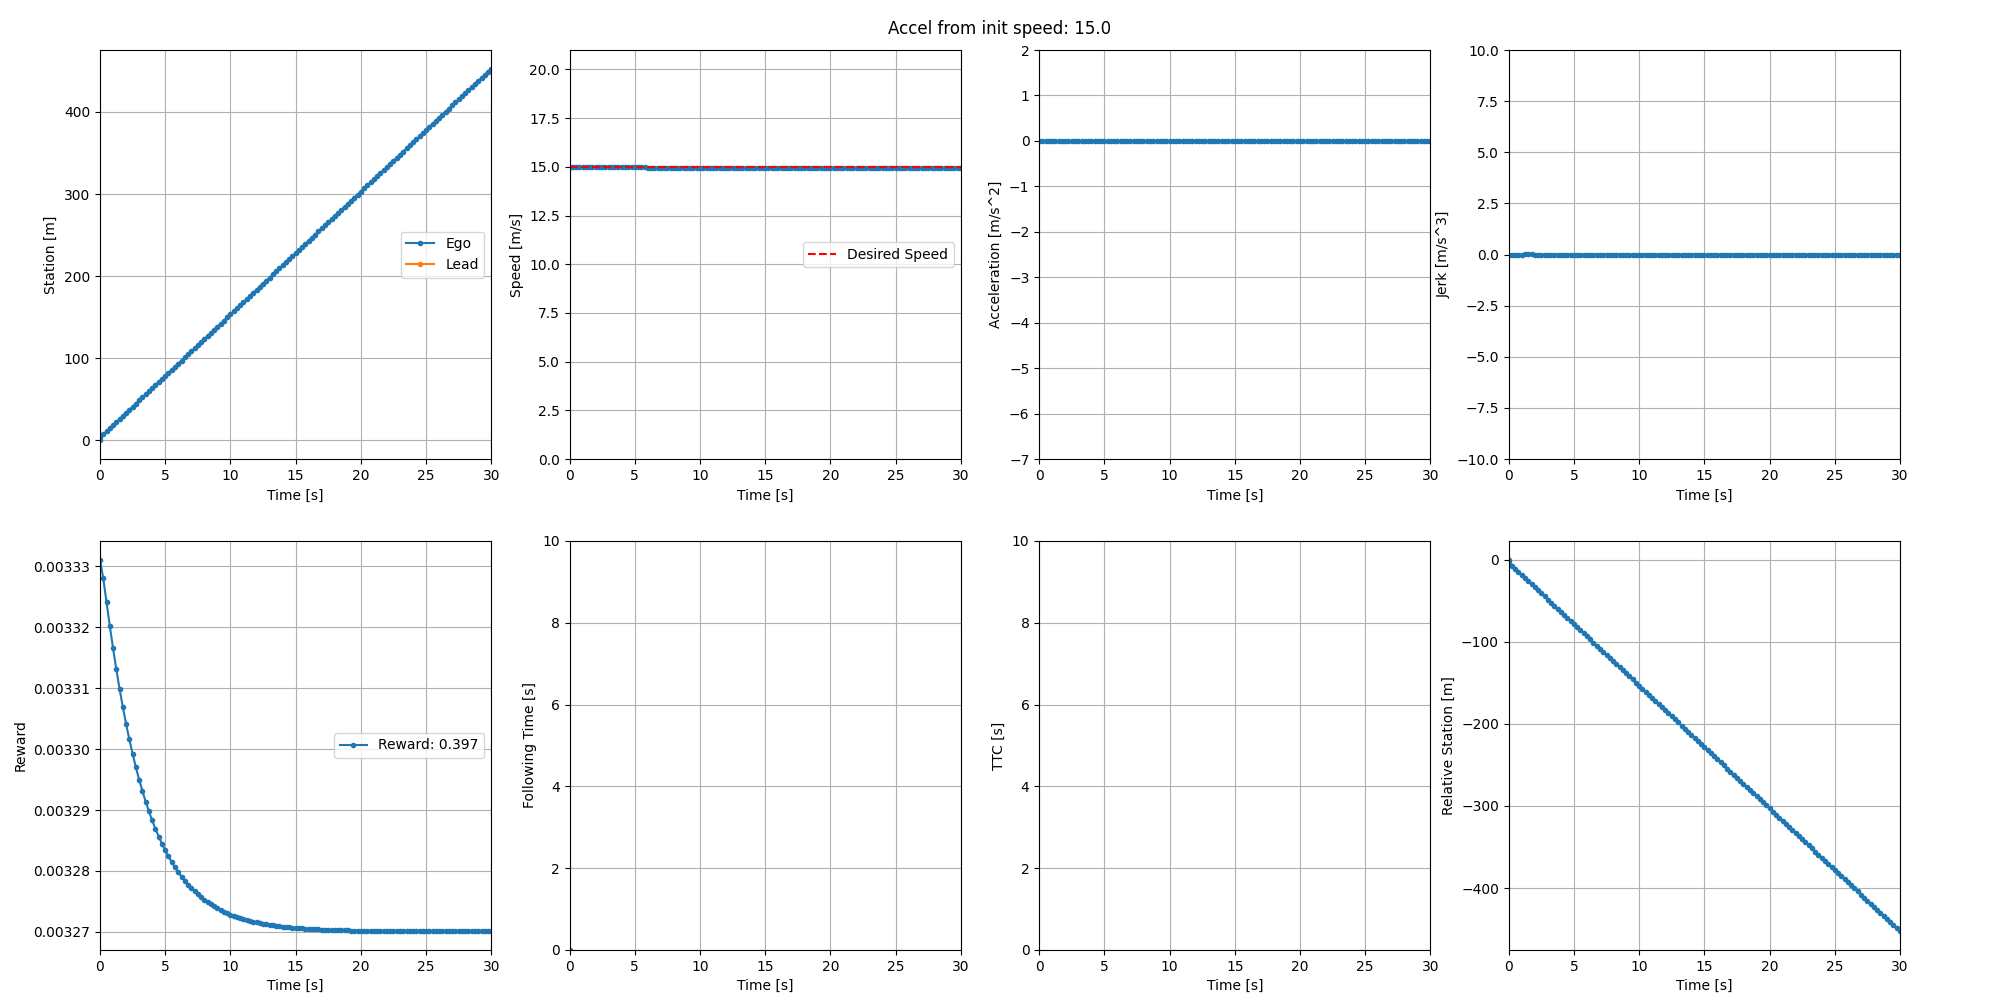 Accel from init speed: 15.0
Station [m]
400
300
200
100
0
Ego
Lead
0 5 10 15 20 25 30
Time [s]
Speed [m/s]
20.0
17.5
15.0
12.5
10.0
7.5
5.0
2.5
0.0
Desired Speed
0 5 10 15 20 25 30
Time [s]
Acceleration [m/s^2]
2
1
0
−1
−2
−3
−4
−5
−6
−7
0 5 10 15 20 25 30
Time [s]
Jerk [m/s^3]
10.0
7.5
5.0
2.5
0.0
−2.5
−5.0
−7.5
−10.0
0 5 10 15 20 25 30
Time [s]
Reward
0.00333
0.00332
0.00331
0.00330
0.00329
0.00328
0.00327
Reward: 0.397
0 5 10 15 20 25 30
Time [s]
Following Time [s]
10
8
6
4
2
0
0 5 10 15 20 25 30
Time [s]
TTC [s]
10
8
6
4
2
0
0 5 10 15 20 25 30
Time [s]
Relative Station [m]
0
−100
−200
−300
−400
0 5 10 15 20 25 30
Time [s]